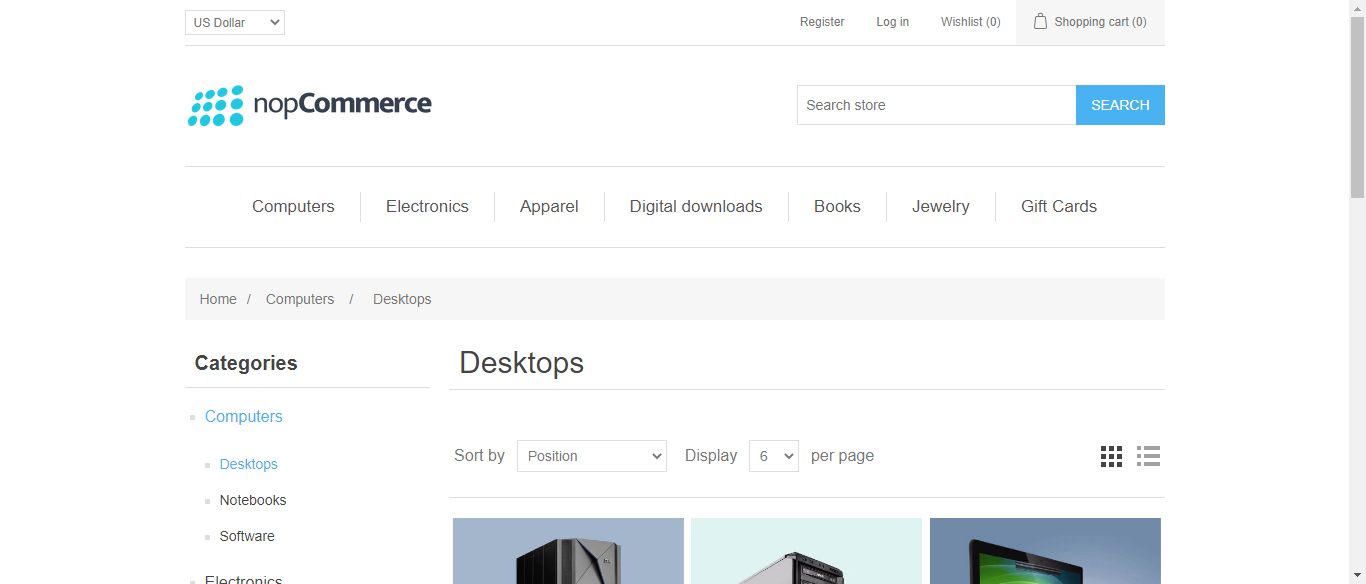 US Dollar Register Log in Wishlist (0) Shopping cart (0)
nopCommerce Search store SEARCH
Computers Electronics Apparel Digital downloads Books Jewelry Gift Cards
Home / Computers / Desktops
Categories
Computers
Desktops
Notebooks
Software
Electronics
Desktops
Sort by Position Display 6 per page